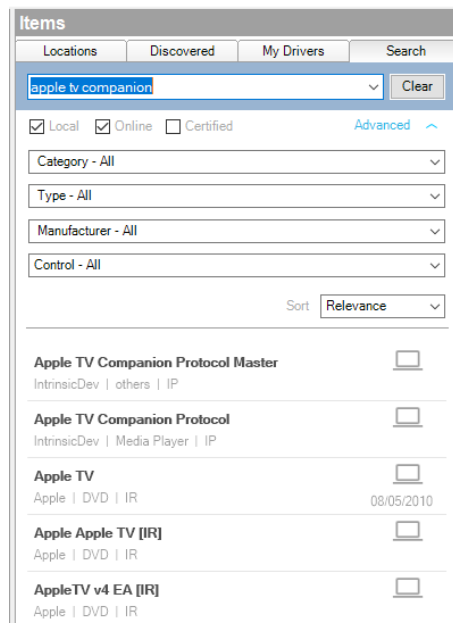 Items
Locations Discovered My Drivers Search
apple tv companion Clear
Local Online Certified Advanced
Category - All
Type - All
Manufacturer - All
Control - All
Sort Relevance
Apple TV Companion Protocol Master
IntrinsicDev | others | IP
Apple TV Companion Protocol
IntrinsicDev | Media Player | IP
Apple TV
Apple | DVD | IR 08/05/2010
Apple Apple TV [IR]
Apple | DVD | IR
AppleTV v4 EA [IR]
Apple | DVD | IR